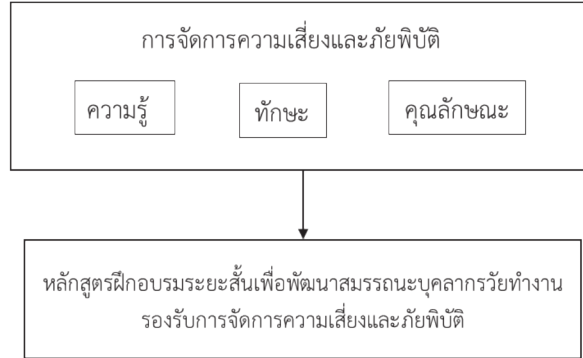 การจัดการความเสี่ยงและภัยพิบัติ
ความรู้ ทักษะ คุณลักษณะ
หลักสูตรฝึกอบรมระยะสั้นเพื่อพัฒนาสมรรถนะบุคลากรวัยทำงาน
รองรับการจัดการความเสี่ยงและภัยพิบัติ